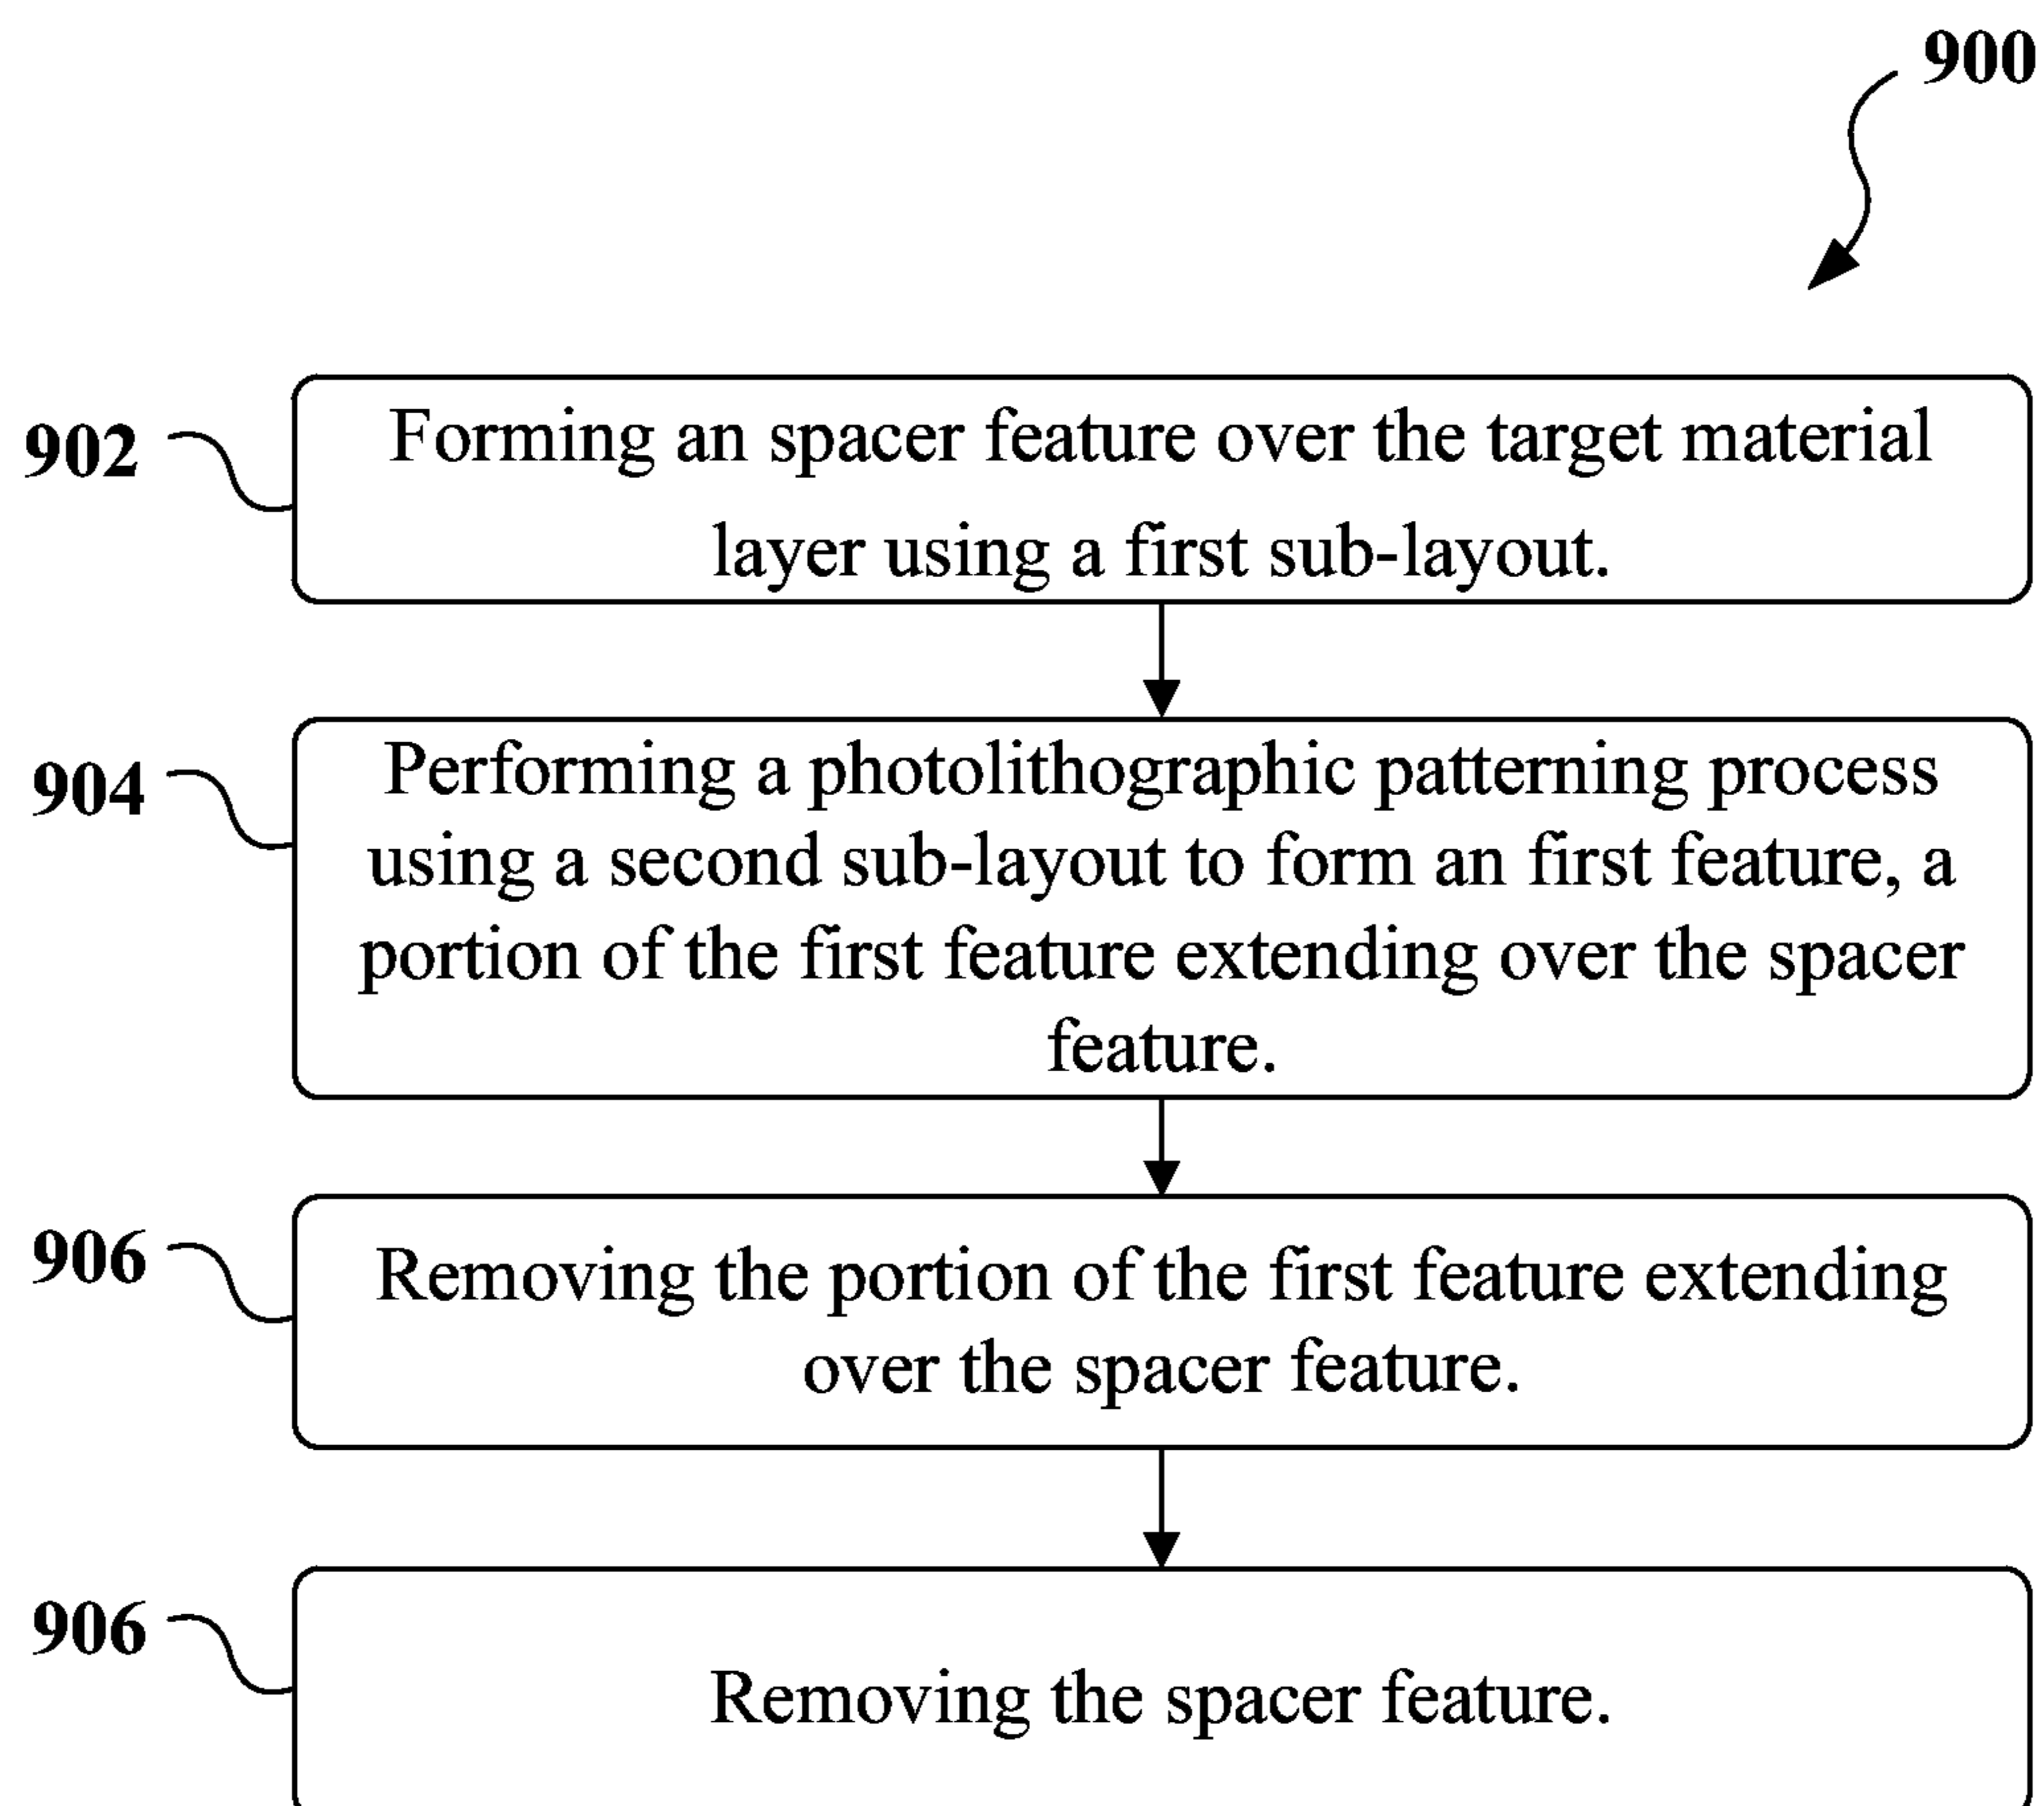 900
902
Forming an spacer feature over the target material
layer using a first sub-layout.
904
Performing a photolithographic patterning process
using a second sub-layout to form an first feature, a
portion of the first feature extending over the spacer
feature.
906
Removing the portion of the first feature extending
over the spacer feature.
906
Removing the spacer feature.